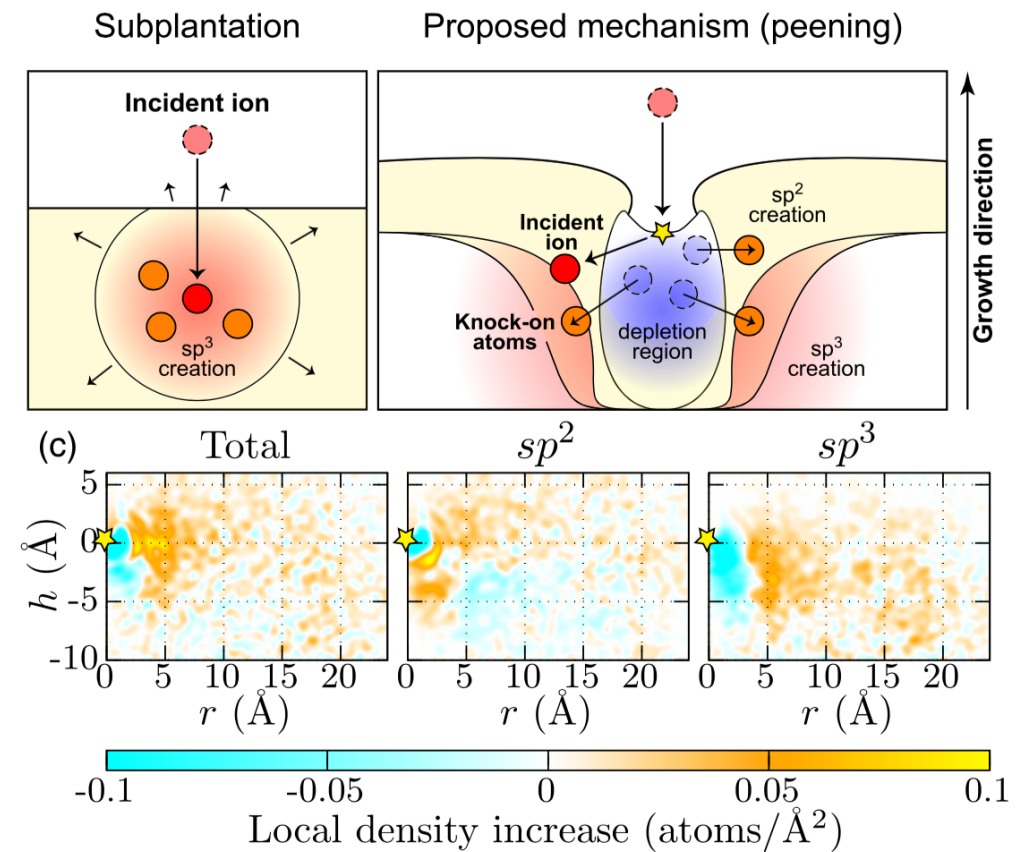 Subplantation
Proposed mechanism (peening)
Incident ion
sp³
creation
Incident
ion
Knock-on
atoms
depletion
region
sp²
creation
sp³
creation
Growth direction
(c)
Total
sp²
sp³
h (Å)
5
0
-5
-10
0 5 10 15 20
0 5 10 15 20
0 5 10 15 20
r (Å)
r (Å)
r (Å)
-0.1 -0.05 0 0.05 0.1
Local density increase (atoms/Å²)